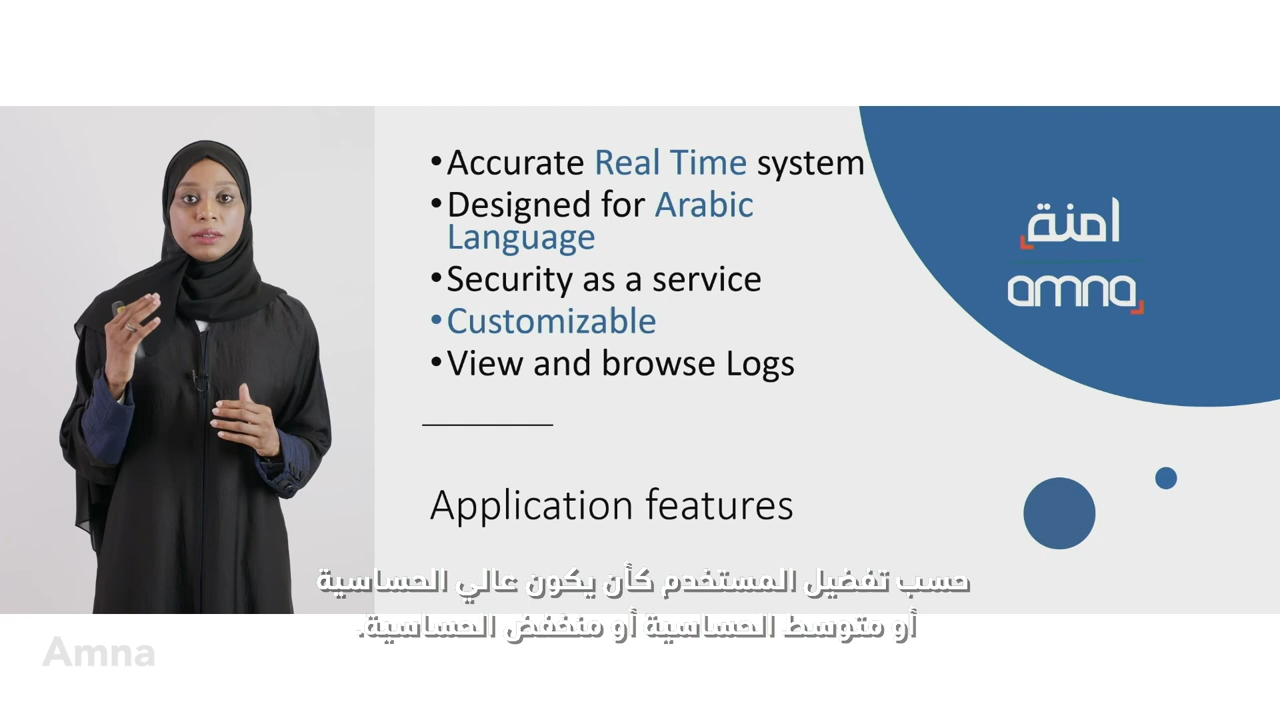 •Accurate Real Time system
•Designed for Arabic
Language
•Security as a service
•Customizable
•View and browse Logs
امنة
amna
Application features
حسب تفضيل المستخدم كأن يكون عالي الحساسية
أو متوسط الحساسية أو منخفض الحساسية.
Amna